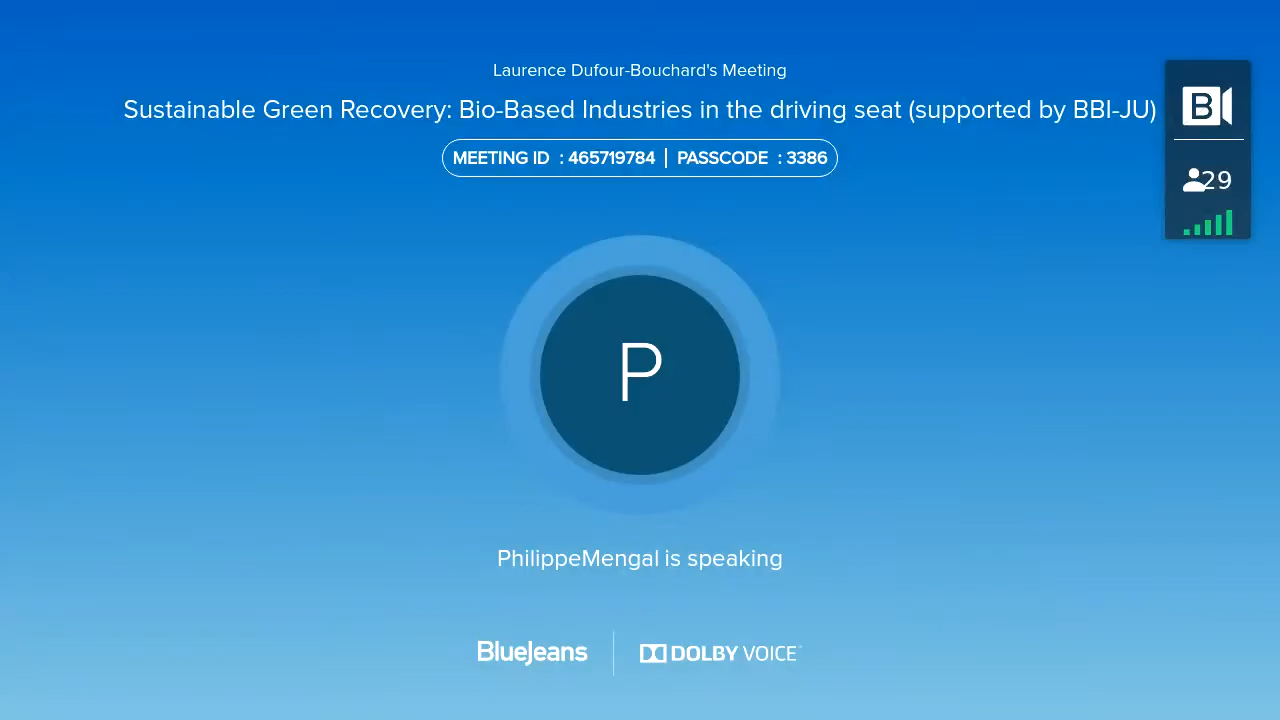 Laurence Dufour-Bouchard's Meeting
Sustainable Green Recovery: Bio-Based Industries in the driving seat (supported by BBI-JU)
MEETING ID : 465719784 | PASSCODE : 3386
B
29
P
PhilippeMengal is speaking
BlueJeans
DOLBY VOICE